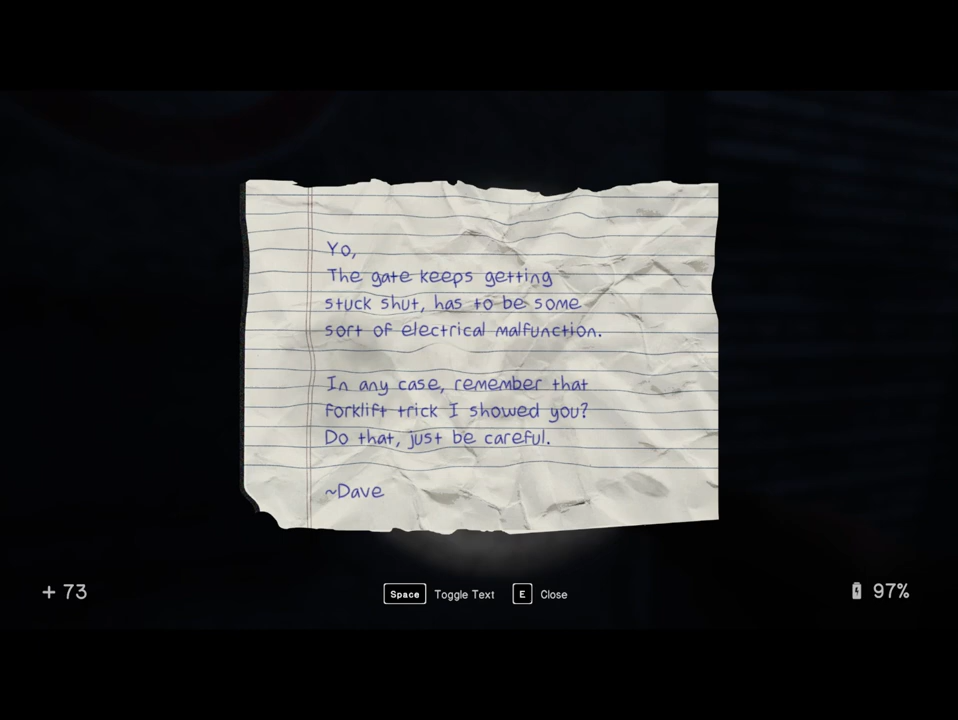 Yo,
The gate keeps getting
stuck shut, has to be some
sort of electrical malfunction.
In any case, remember that
forklift trick I showed you?
Do that, just be careful.
~Dave
+ 73
Space Toggle Text E Close
97%